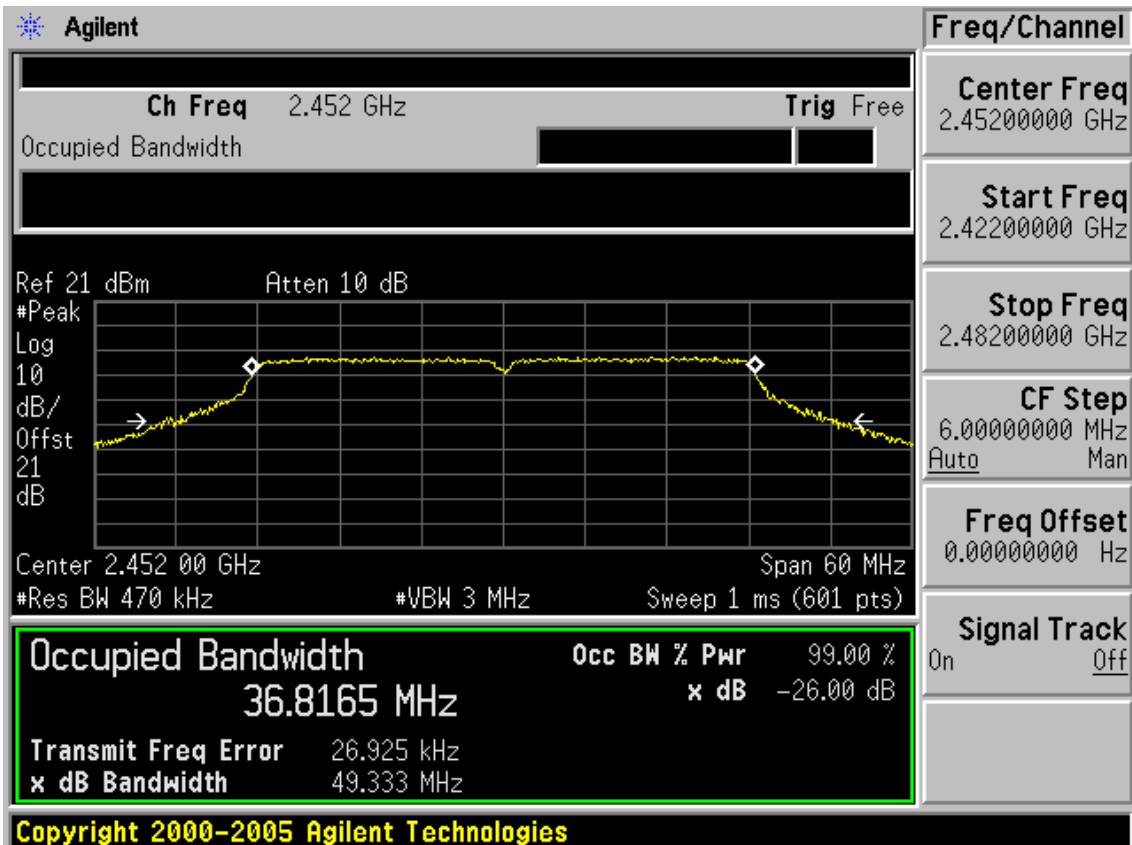 Agilent
Freq/Channel
Ch Freq 2.452 GHz Trig Free
Occupied Bandwidth
Center Freq
2.45200000 GHz
Start Freq
2.42200000 GHz
Stop Freq
2.48200000 GHz
CF Step
6.00000000 MHz
Auto Man
Freq Offset
0.00000000 Hz
Signal Track
On Off
Ref 21 dBm Atten 10 dB
#Peak
Log
10
dB/
Offst
21
dB
Center 2.452 00 GHz Span 60 MHz
#Res BW 470 kHz #VBW 3 MHz Sweep 1 ms (601 pts)
Occupied Bandwidth Occ BW % Pwr 99.00 %
36.8165 MHz x dB -26.00 dB
Transmit Freq Error 26.925 kHz
x dB Bandwidth 49.333 MHz
Copyright 2000-2005 Agilent Technologies